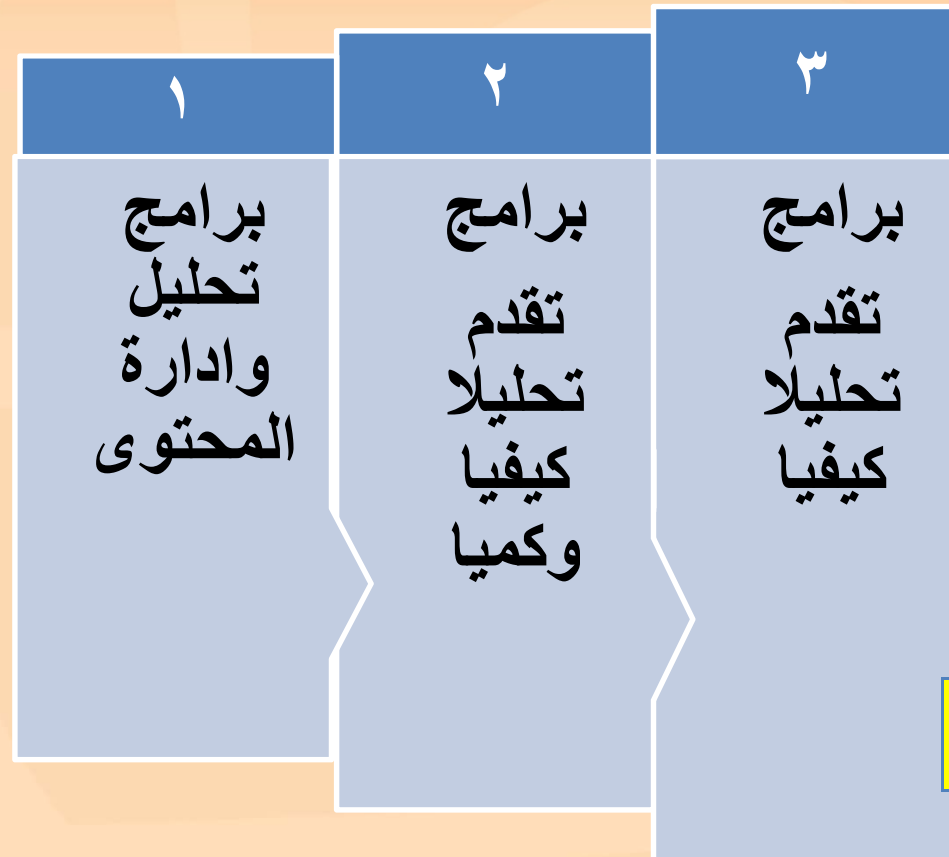 ١
برامج
تحليل
وادارة
المحتوى
٢
برامج
تقدم
تحليلا
كيفيا
وكميا
٣
برامج
تقدم
تحليلا
كيفيا